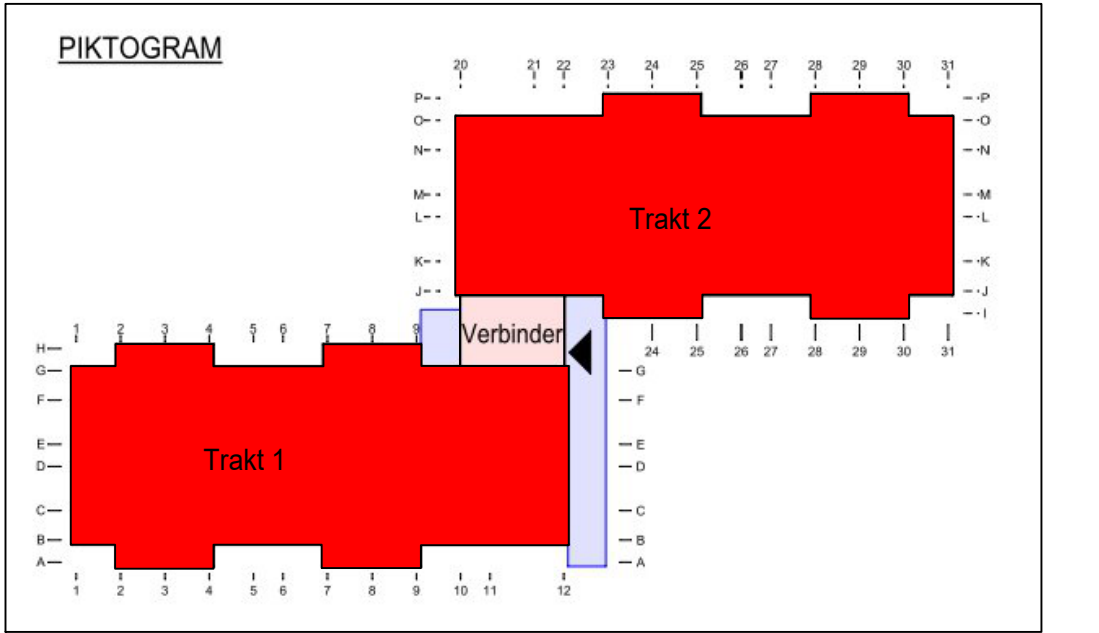 PIKTOGRAM
20 21 22 23 24 25 26 27 28 29 30 31
P P
O O
N N
M M
L L
K K
J J
I
Trakt 2
Verbinder
24 25 26 27 28 29 30 31
1 2 3 4 5 6 7 8 9
H
G G
F F
E E
D D
C C
B B
A A
Trakt 1
1 2 3 4 5 6 7 8 9 10 11 12